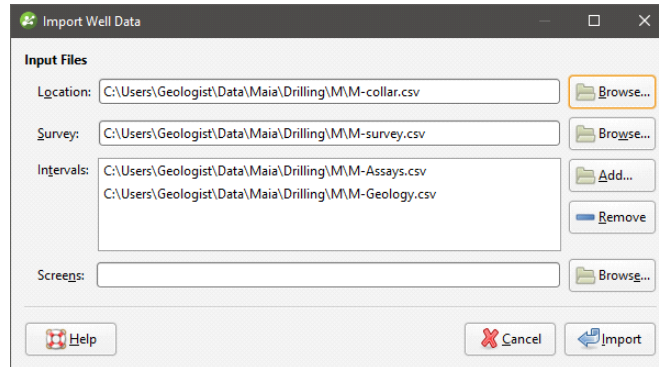 Import Well Data
Input Files
Location: C:\Users\Geologist\Data\Maia\Drilling\M\M-collar.csv Browse...
Survey: C:\Users\Geologist\Data\Maia\Drilling\M\M-survey.csv Browse...
Intervals: C:\Users\Geologist\Data\Maia\Drilling\M\M-Assays.csv Add...
C:\Users\Geologist\Data\Maia\Drilling\M\M-Geology.csv
Remove
Screens: Browse...
Help Cancel Import